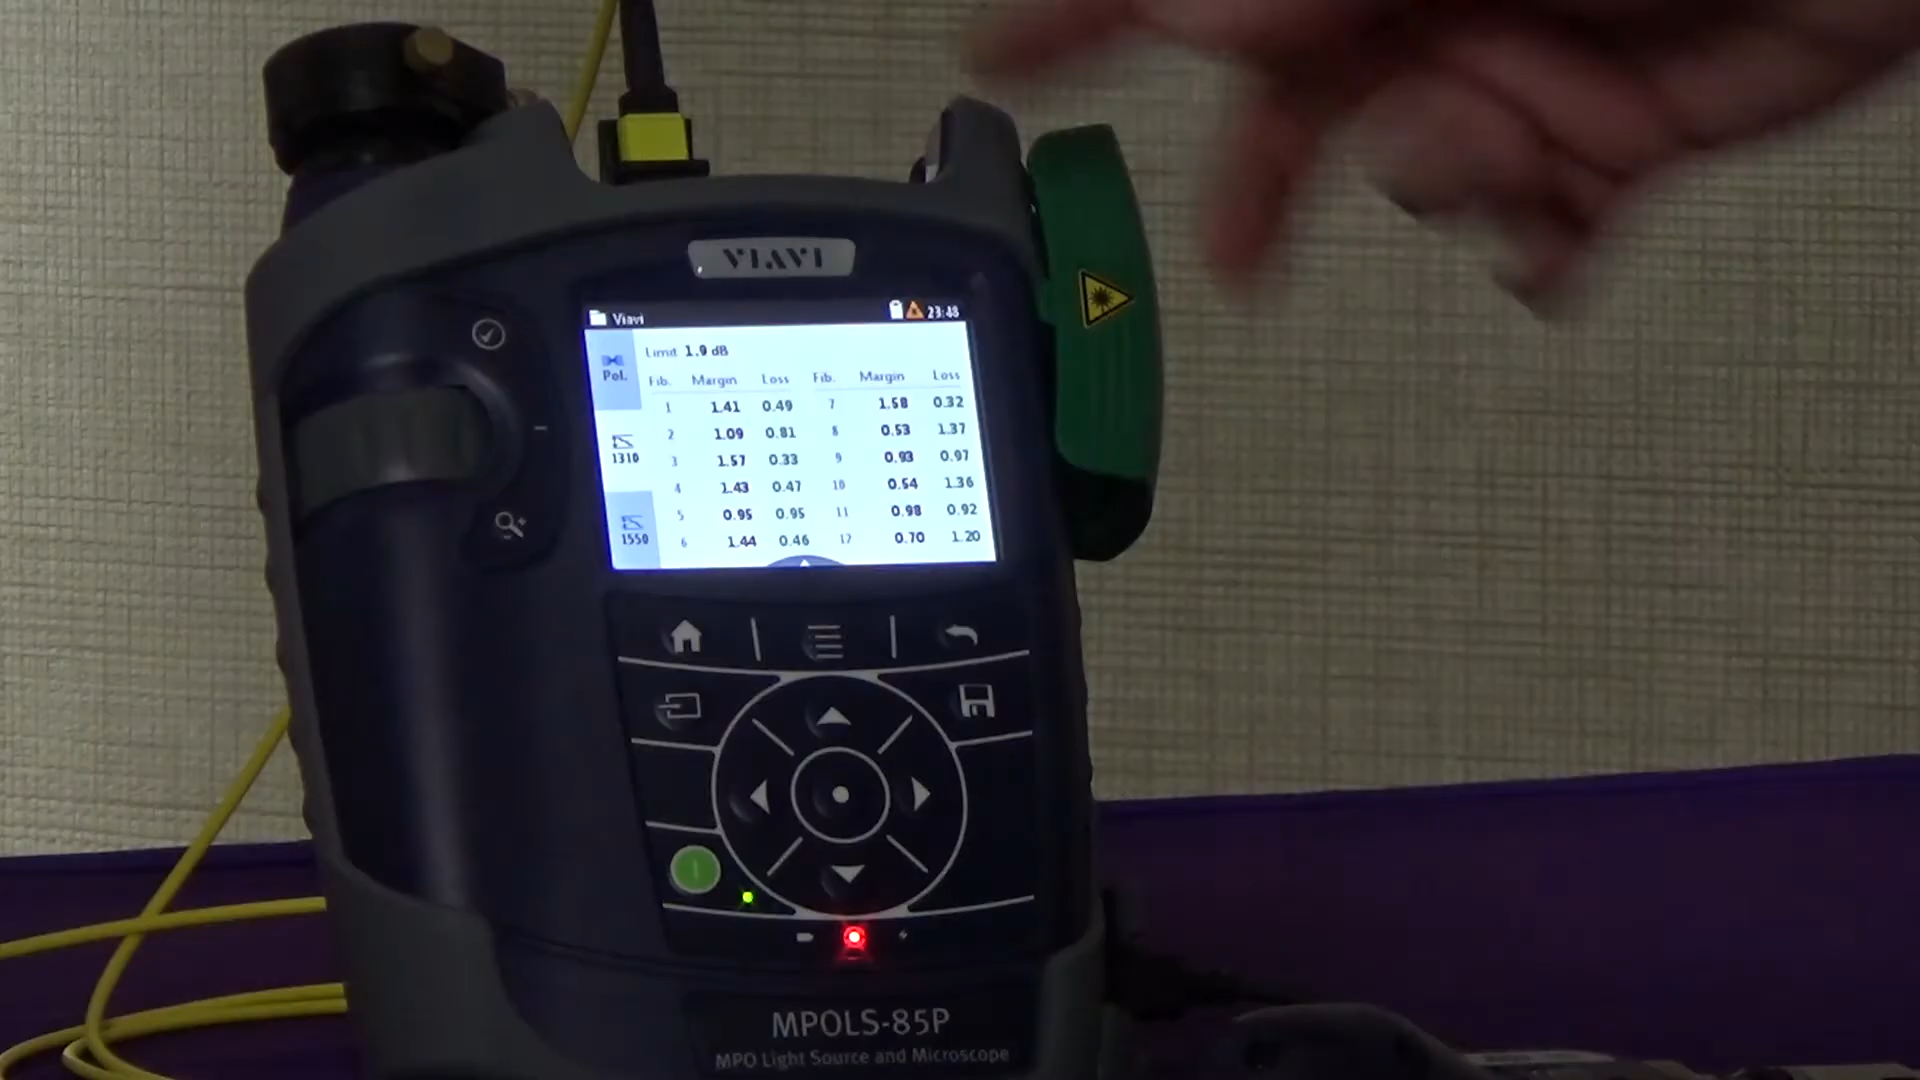 VIAVI
Viavi 23:48
Limit 1.9 dB
Pol.
Fib. Margin Loss Fib. Margin Loss
1 1.41 0.49 7 1.58 0.32
2 1.09 0.81 8 0.53 1.37
1310
3 1.57 0.33 9 0.93 0.97
4 1.43 0.47 10 0.54 1.36
5 0.95 0.95 11 0.98 0.92
1550
6 1.44 0.46 12 0.70 1.20
MPOLS-85P
MPO Light Source and Microscope